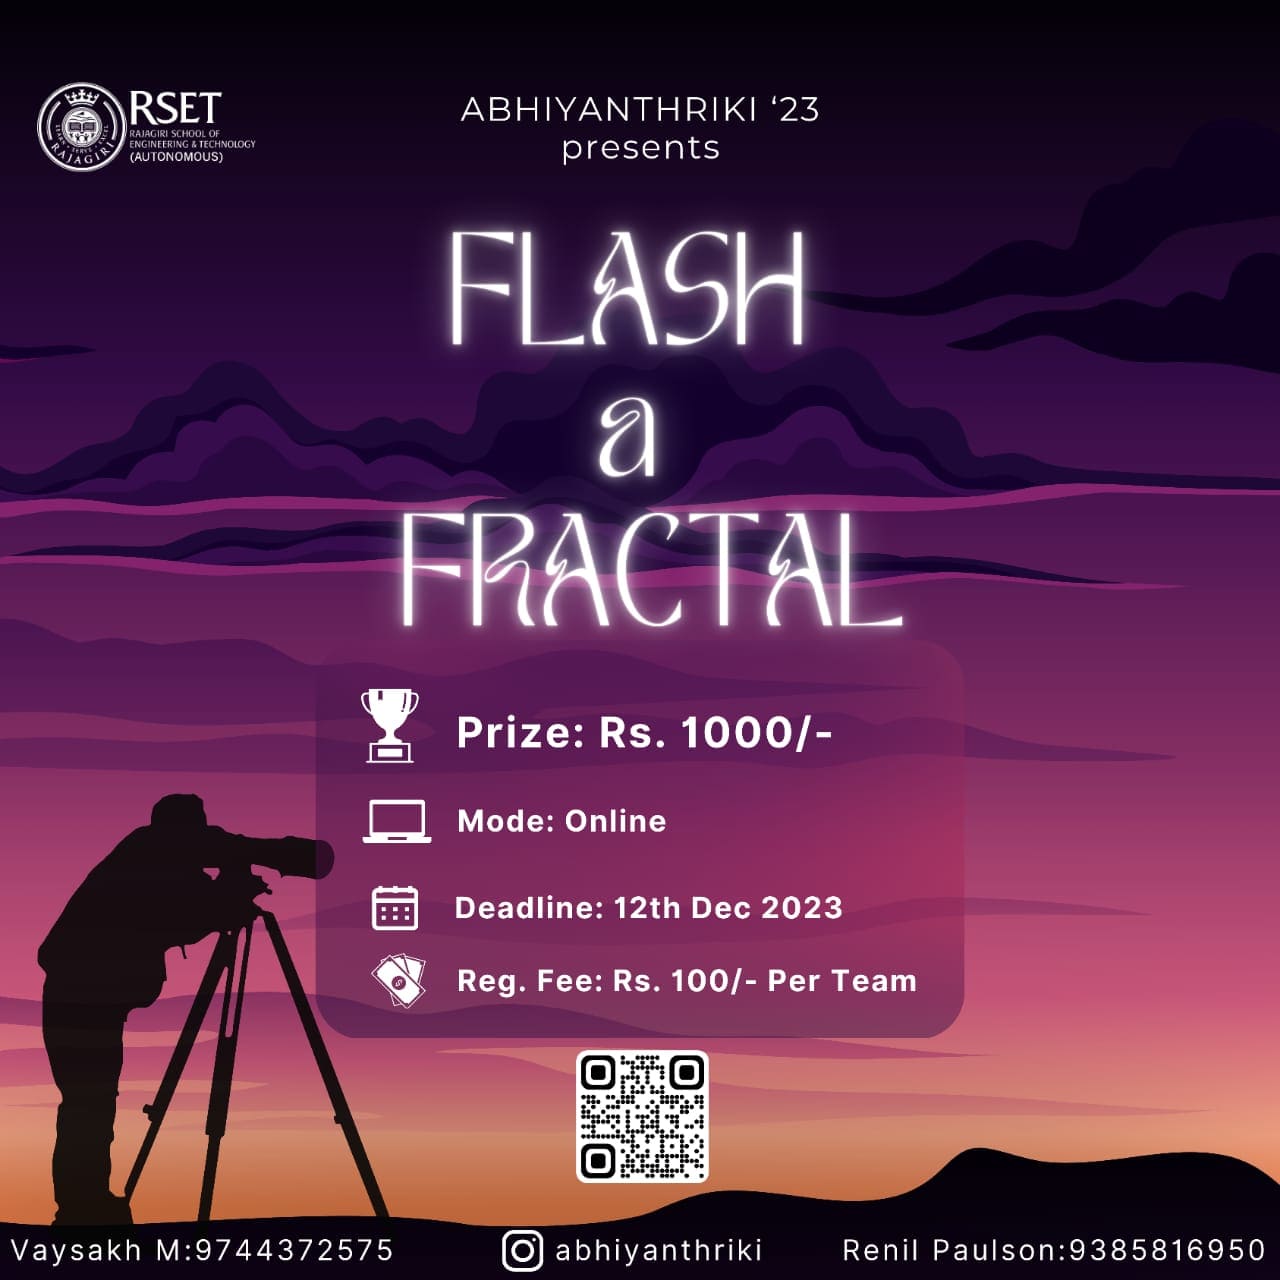 RSET
RAJAGIRI SCHOOL OF
ENGINEERING & TECHNOLOGY
(AUTONOMOUS)
RAJAGIRI
ABHIYANTHRIKI ‘23
presents
FLASH
a
FRACTAL
Prize: Rs. 1000/-
Mode: Online
Deadline: 12th Dec 2023
Reg. Fee: Rs. 100/- Per Team
Vaysakh M:9744372575
abhiyanthriki
Renil Paulson:9385816950